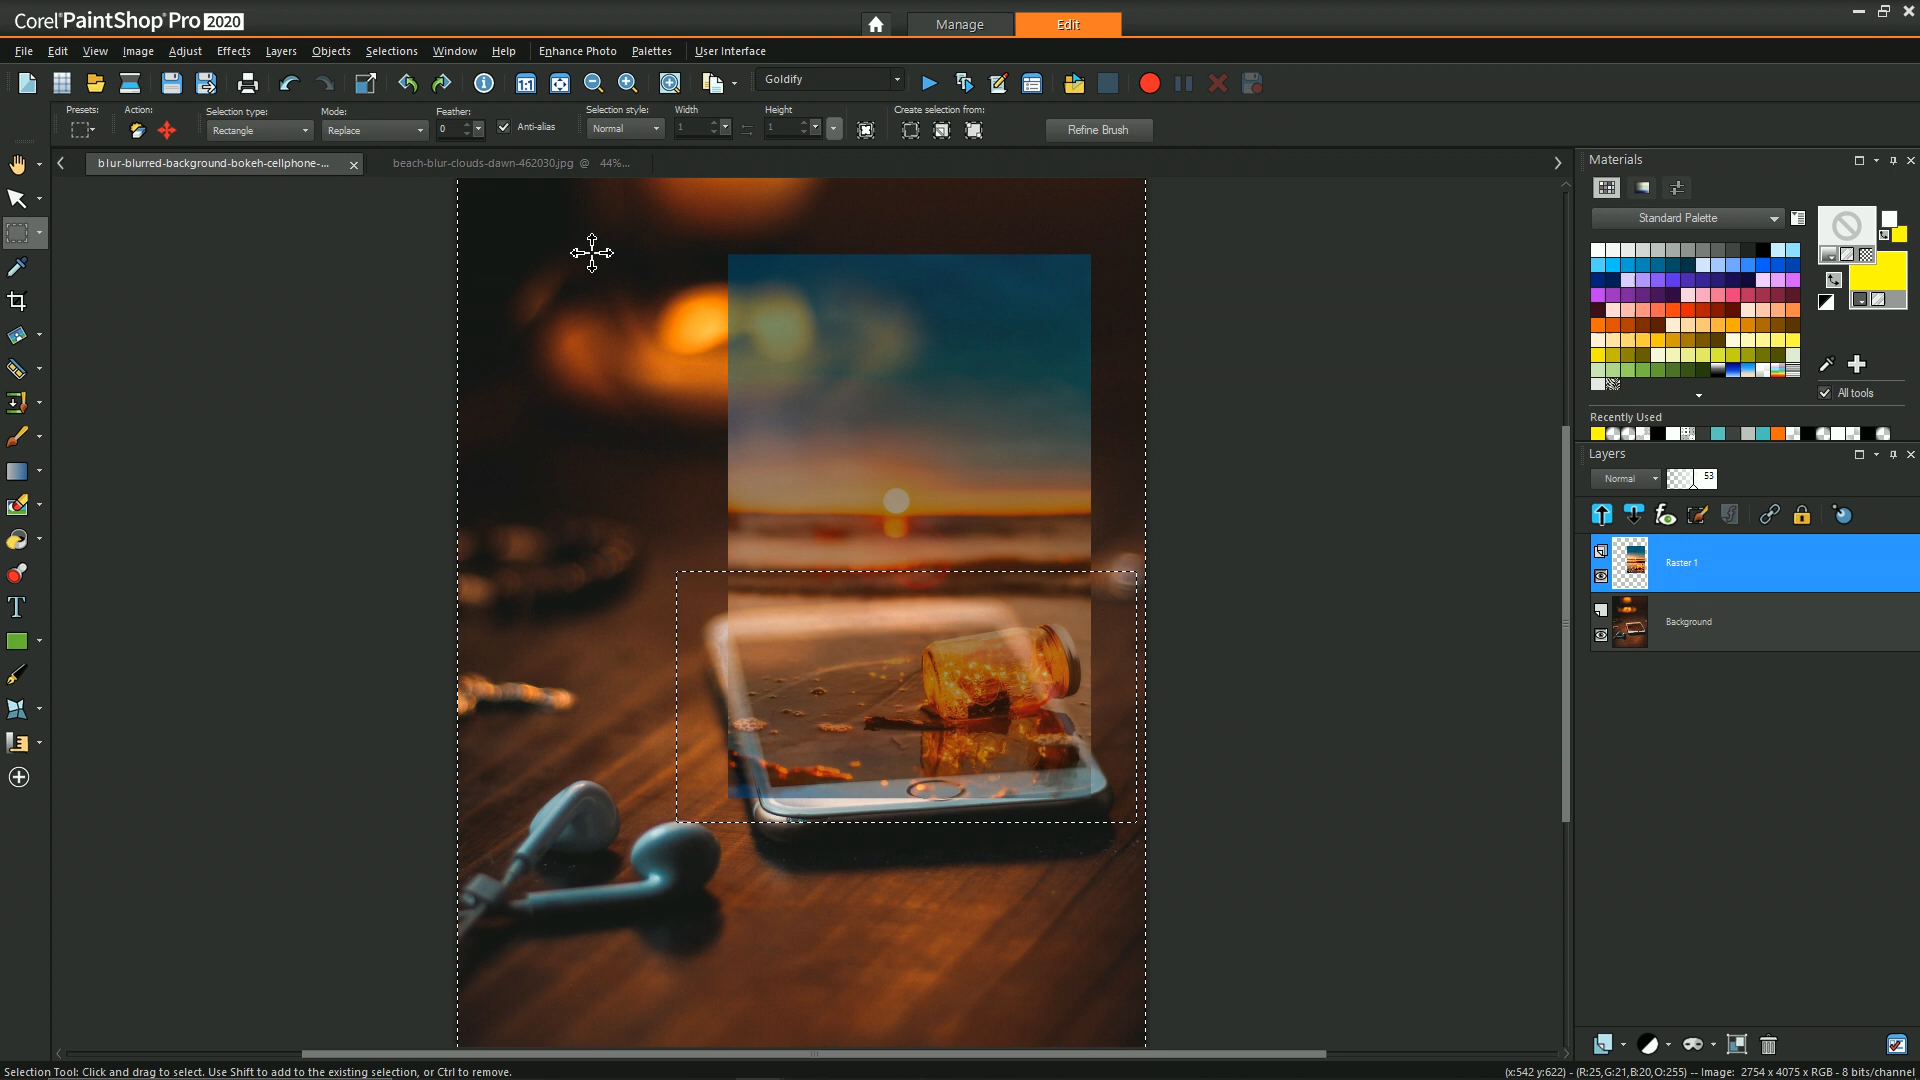 Corel® PaintShop® Pro 2020
Manage
Edit
File Edit View Image Adjust Effects Layers Objects Selections Window Help Enhance Photo Palettes User Interface
1:1
Goldify
Presets:
Action:
Selection type:
Mode:
Feather:
Selection style:
Width
Height
Create selection from:
Rectangle
Replace
0
Anti-alias
Normal
1
1
Refine Brush
blur-blurred-background-bokeh-cellphone-...
beach-blur-clouds-dawn-462030.jpg @ 44%...
Materials
Standard Palette
All tools
Recently Used
Layers
Normal
53
Raster 1
Background
Selection Tool: Click and drag to select. Use Shift to add to the existing selection, or Ctrl to remove.
(x:542 y:622) - (R:25,G:21,B:20,O:255) -- Image: 2754 x 4075 x RGB - 8 bits/channel